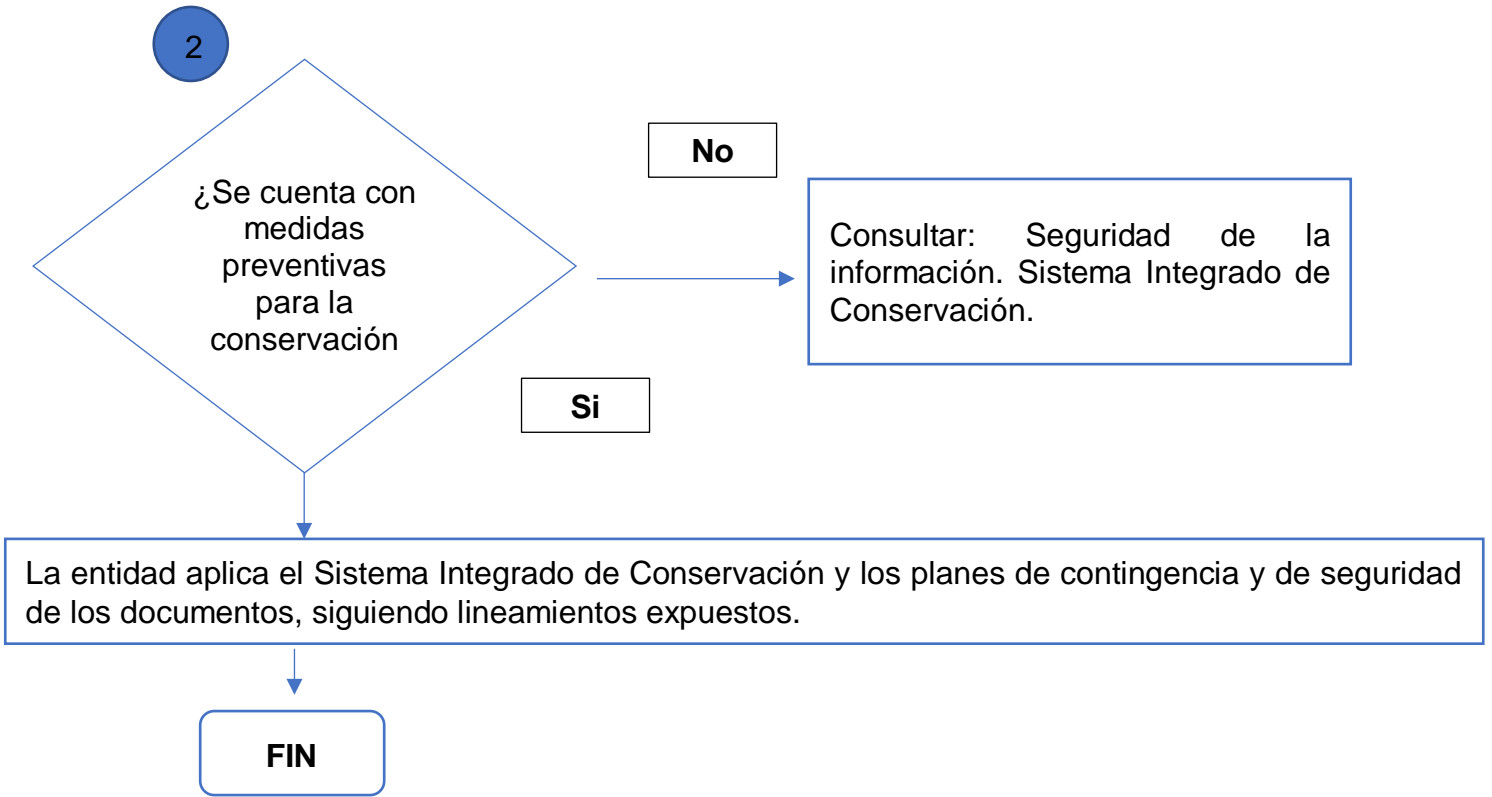 2
¿Se cuenta con
medidas
preventivas
para la
conservación
No
Consultar: Seguridad de la
información. Sistema Integrado de
Conservación.
Si
La entidad aplica el Sistema Integrado de Conservación y los planes de contingencia y de seguridad
de los documentos, siguiendo lineamientos expuestos.
FIN